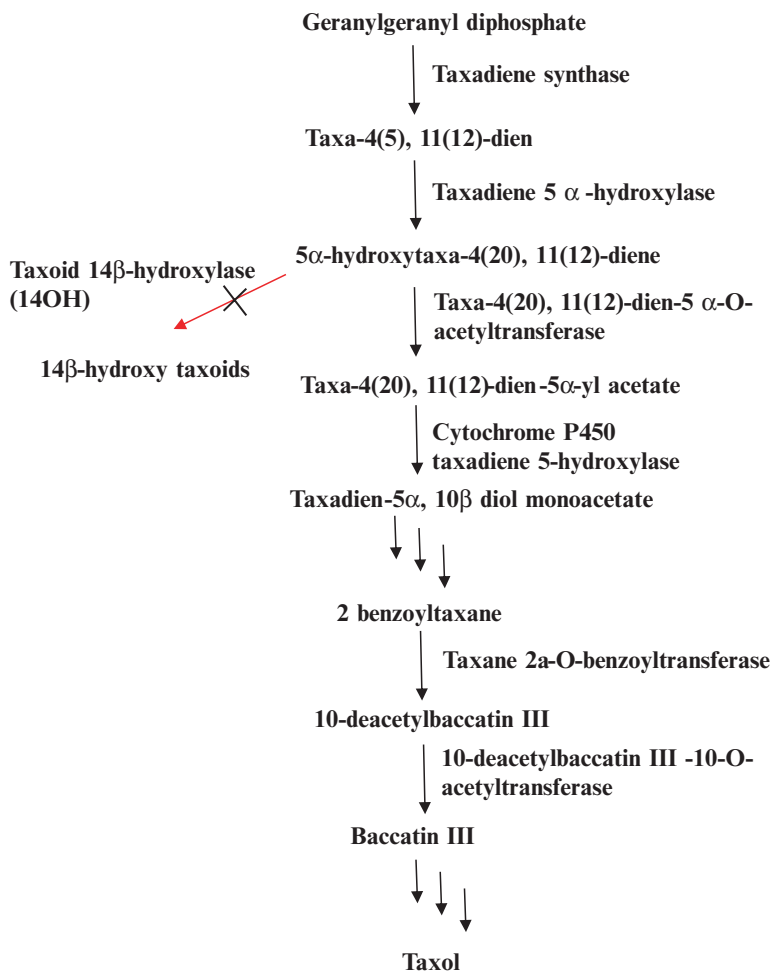 Geranylgeranyl diphosphate
Taxadiene synthase
Taxa-4(5), 11(12)-dien
Taxadiene 5 α -hydroxylase
5α-hydroxytaxa-4(20), 11(12)-diene
Taxoid 14β-hydroxylase
(14OH)
Taxa-4(20), 11(12)-dien-5 α-O-
acetyltransferase
14β-hydroxy taxoids
Taxa-4(20), 11(12)-dien-5α-yl acetate
Cytochrome P450
taxadiene 5-hydroxylase
Taxadien-5α, 10β diol monoacetate
2 benzoyltaxane
Taxane 2a-O-benzoyltransferase
10-deacetylbaccatin III
10-deacetylbaccatin III -10-O-
acetyltransferase
Baccatin III
Taxol